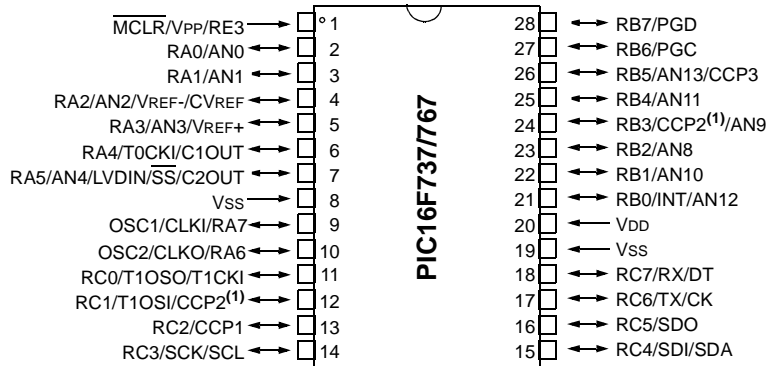 MCLR/VPP/RE3 1
RA0/AN0 2
RA1/AN1 3
RA2/AN2/VREF-/CVREF 4
RA3/AN3/VREF+ 5
RA4/T0CKI/C1OUT 6
RA5/AN4/LVDIN/SS/C2OUT 7
VSS 8
OSC1/CLKI/RA7 9
OSC2/CLKO/RA6 10
RC0/T1OSO/T1CKI 11
RC1/T1OSI/CCP2(1) 12
RC2/CCP1 13
RC3/SCK/SCL 14
PIC16F737/767
28 RB7/PGD
27 RB6/PGC
26 RB5/AN13/CCP3
25 RB4/AN11
24 RB3/CCP2(1)/AN9
23 RB2/AN8
22 RB1/AN10
21 RB0/INT/AN12
20 VDD
19 VSS
18 RC7/RX/DT
17 RC6/TX/CK
16 RC5/SDO
15 RC4/SDI/SDA